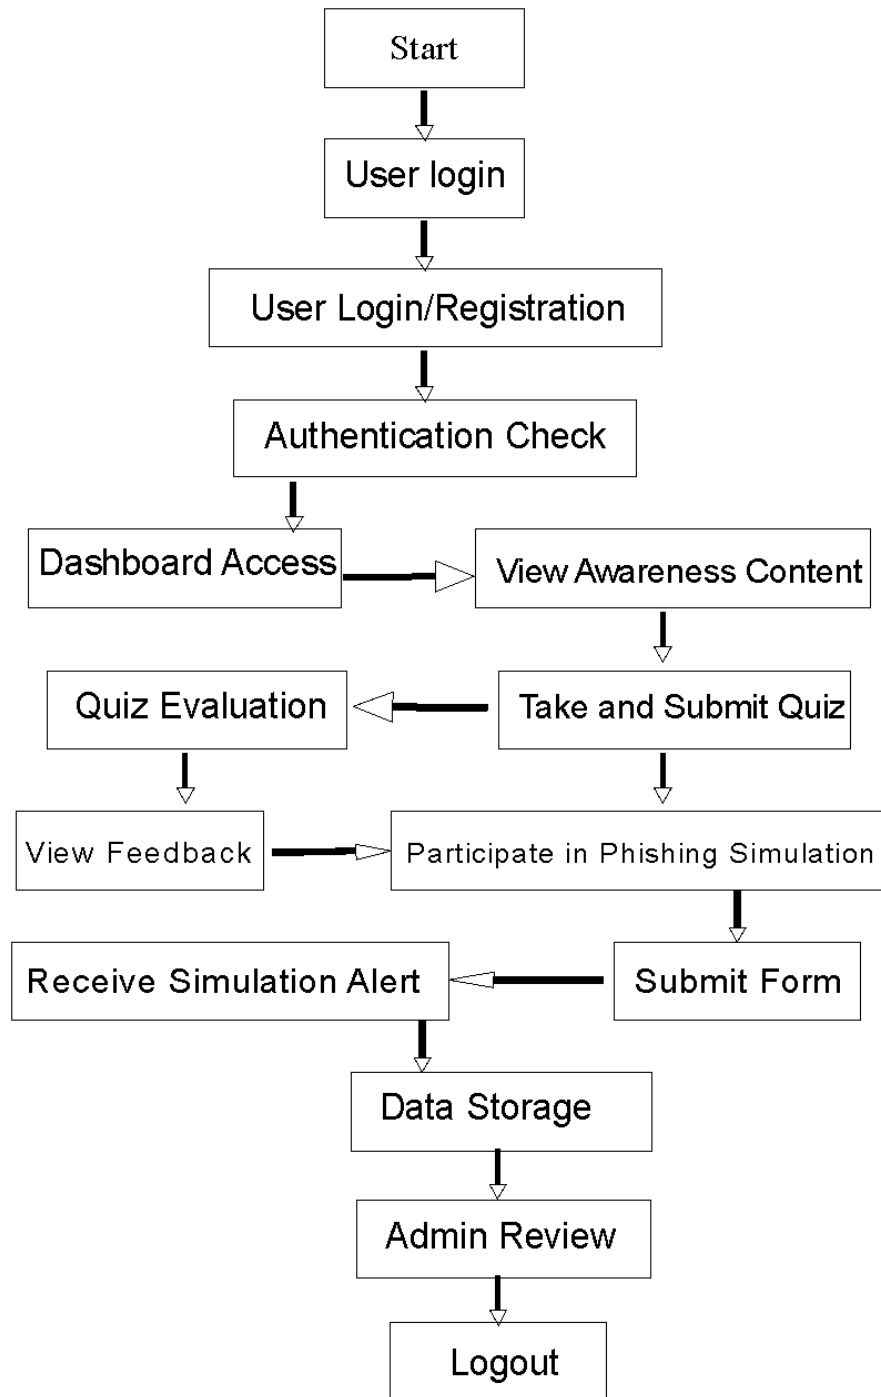 Start
User login
User Login/Registration
Authentication Check
Dashboard Access
View Awareness Content
Quiz Evaluation
Take and Submit Quiz
View Feedback
Participate in Phishing Simulation
Receive Simulation Alert
Submit Form
Data Storage
Admin Review
Logout